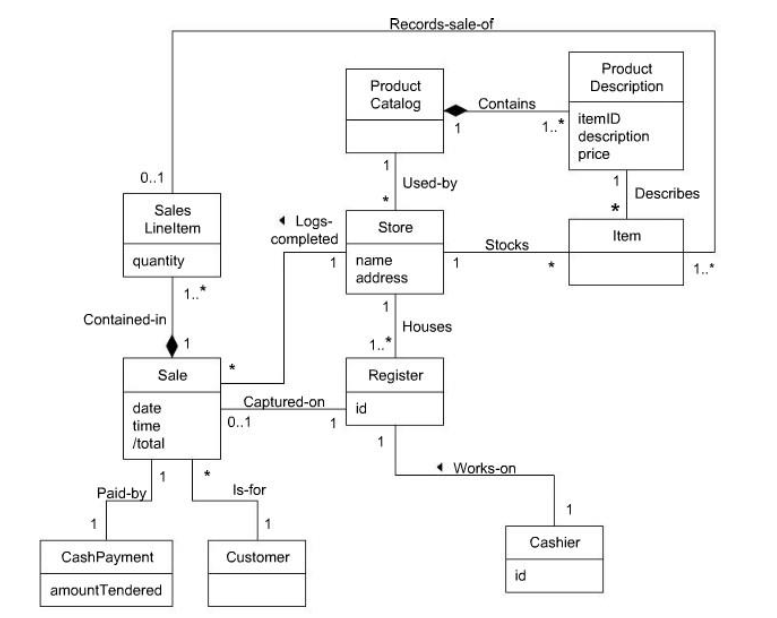 Records-sale-of
Product
Catalog
Contains
1
1..*
Product
Description
itemID
description
price
0..1
1
Used-by
*
1
Describes
*
Sales
LineItem
quantity
Logs-
completed
1
Store
name
address
Stocks
1
*
Item
1..*
1..*
Contained-in
1
1
Houses
1..*
*
Sale
date
time
/total
Captured-on
0..1
1
Register
id
1
Works-on
1
Paid-by
1
1
*
Is-for
1
CashPayment
amountTendered
Customer
Cashier
id